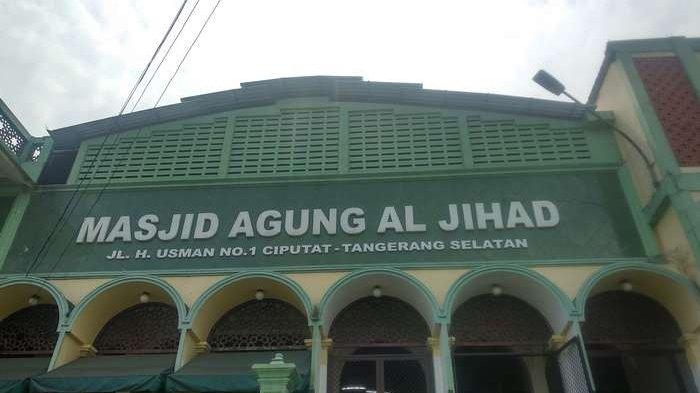 MASJID AGUNG AL JIHAD
JL. H. USMAN NO.1 CIPUTAT - TANGERANG SELATAN